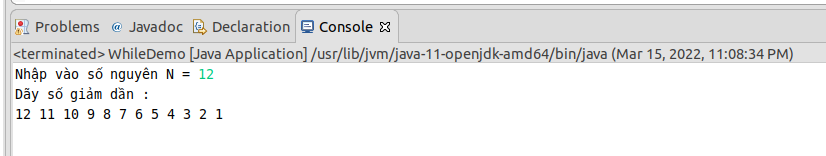 Problems @ Javadoc Declaration Console
<terminated> WhileDemo [Java Application] /usr/lib/jvm/java-11-openjdk-amd64/bin/java (Mar 15, 2022, 11:08:34 PM)
Nhập vào số nguyên N = 12
Dãy số giảm dần :
12 11 10 9 8 7 6 5 4 3 2 1